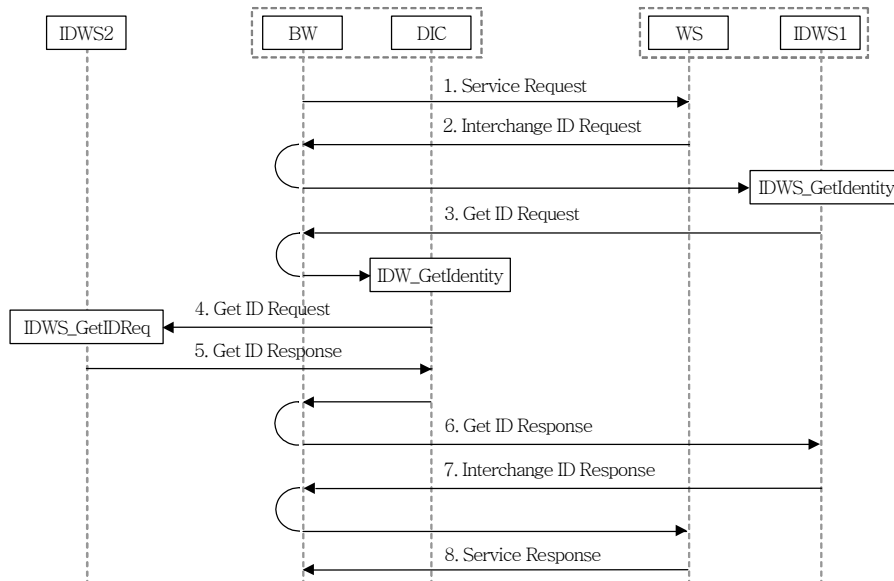 IDWS2
BW
DIC
WS
IDWS1
1. Service Request
2. Interchange ID Request
IDWS_GetIdentity
3. Get ID Request
IDW_GetIdentity
4. Get ID Request
IDWS_GetIDReq
5. Get ID Response
6. Get ID Response
7. Interchange ID Response
8. Service Response